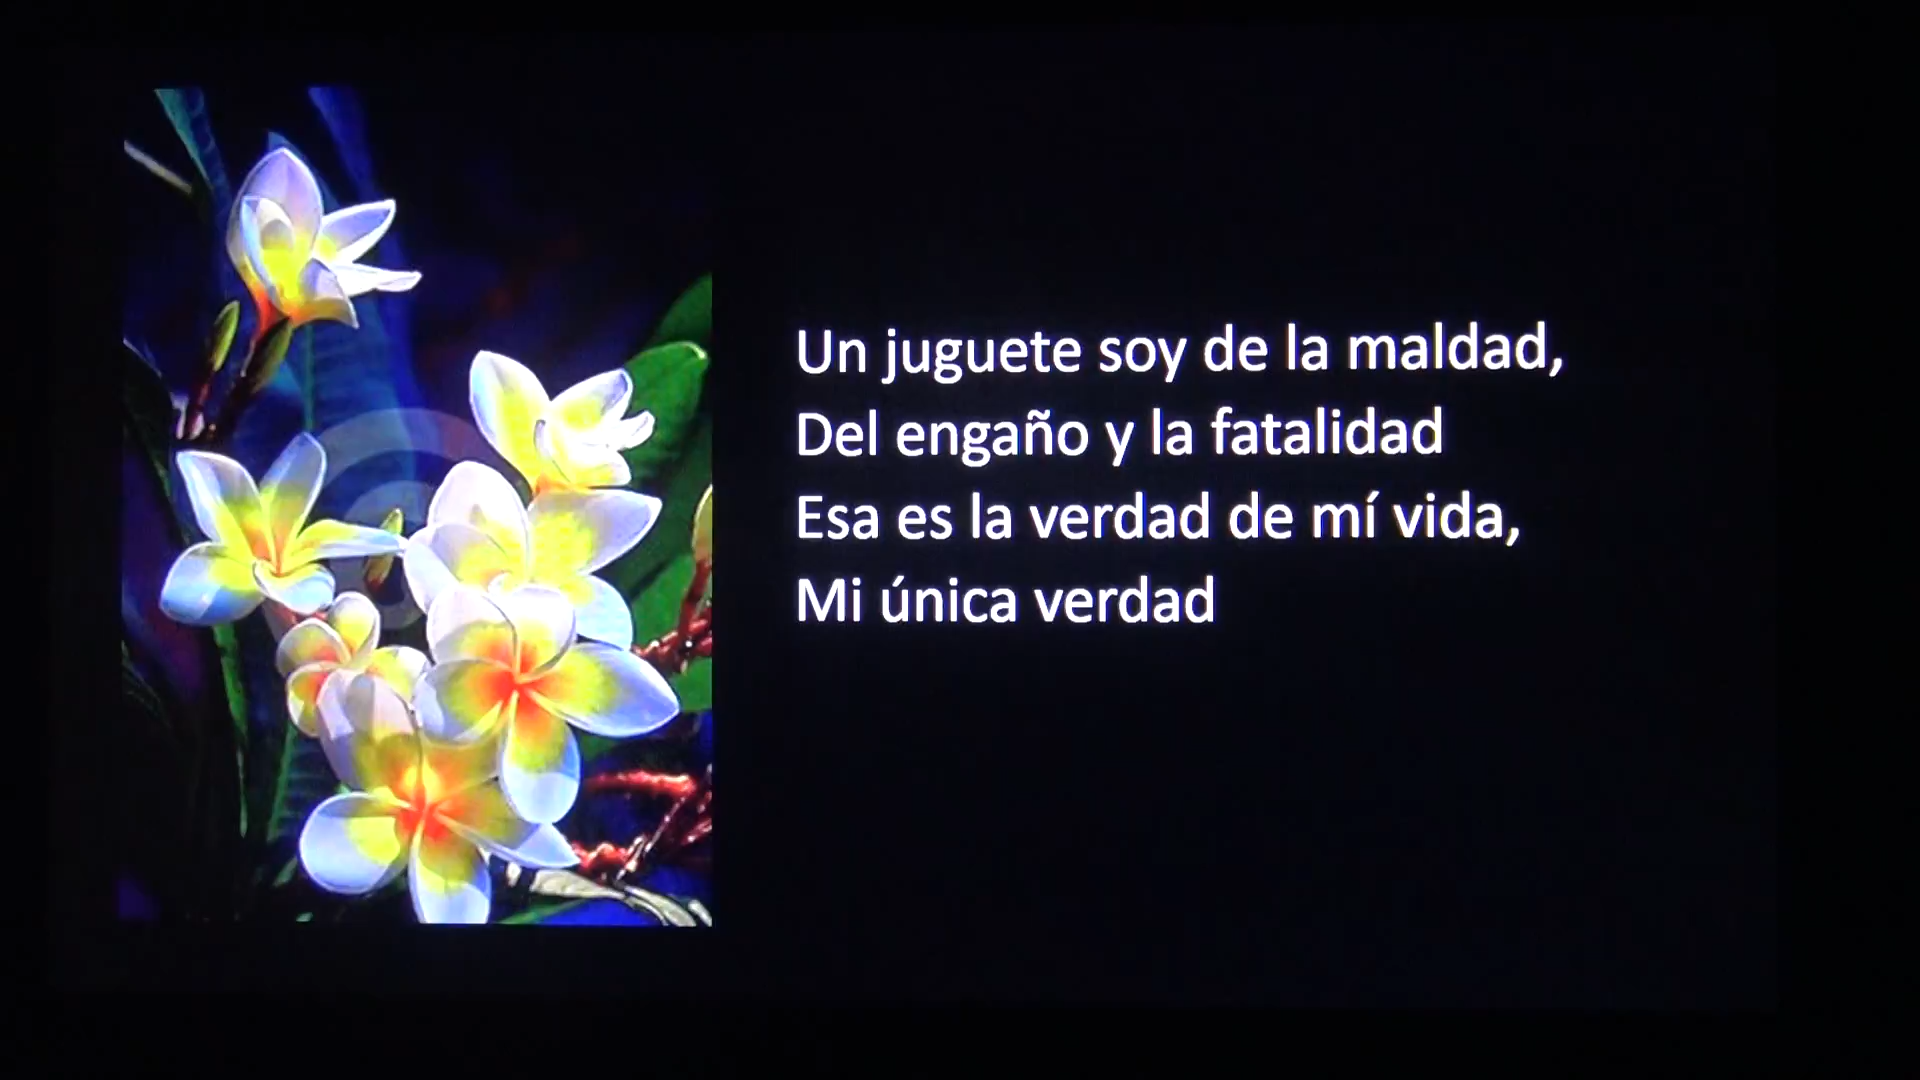 Un juguete soy de la maldad,
Del engaño y la fatalidad
Esa es la verdad de mí vida,
Mi única verdad